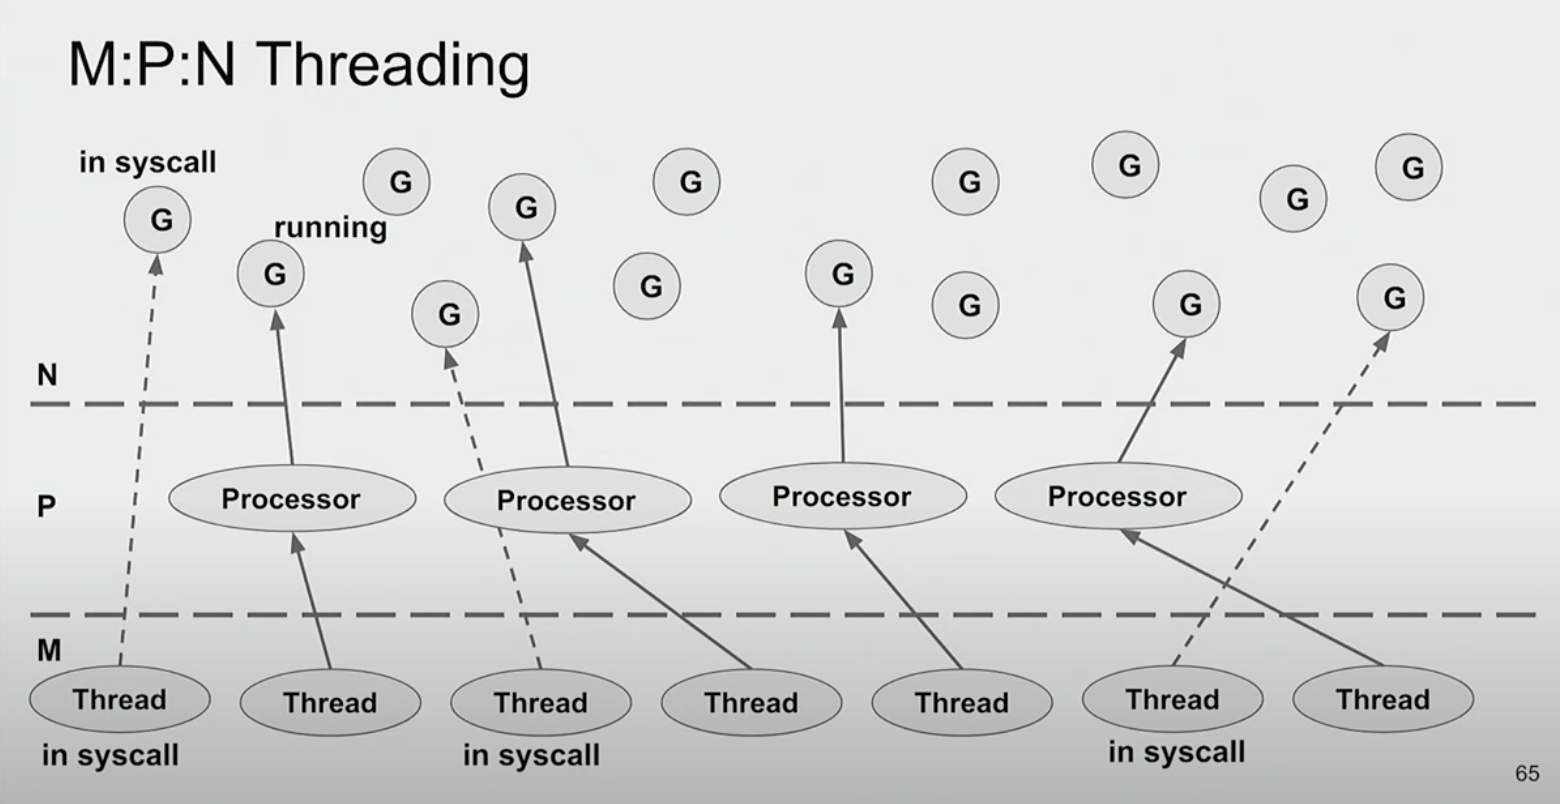 M:P:N Threading
in syscall
G
G
G
G
G
G
G
G
running
G
G
G
G
G
G
G
G
N
P
Processor
Processor
Processor
Processor
M
Thread
Thread
Thread
Thread
Thread
Thread
Thread
in syscall
in syscall
in syscall
65